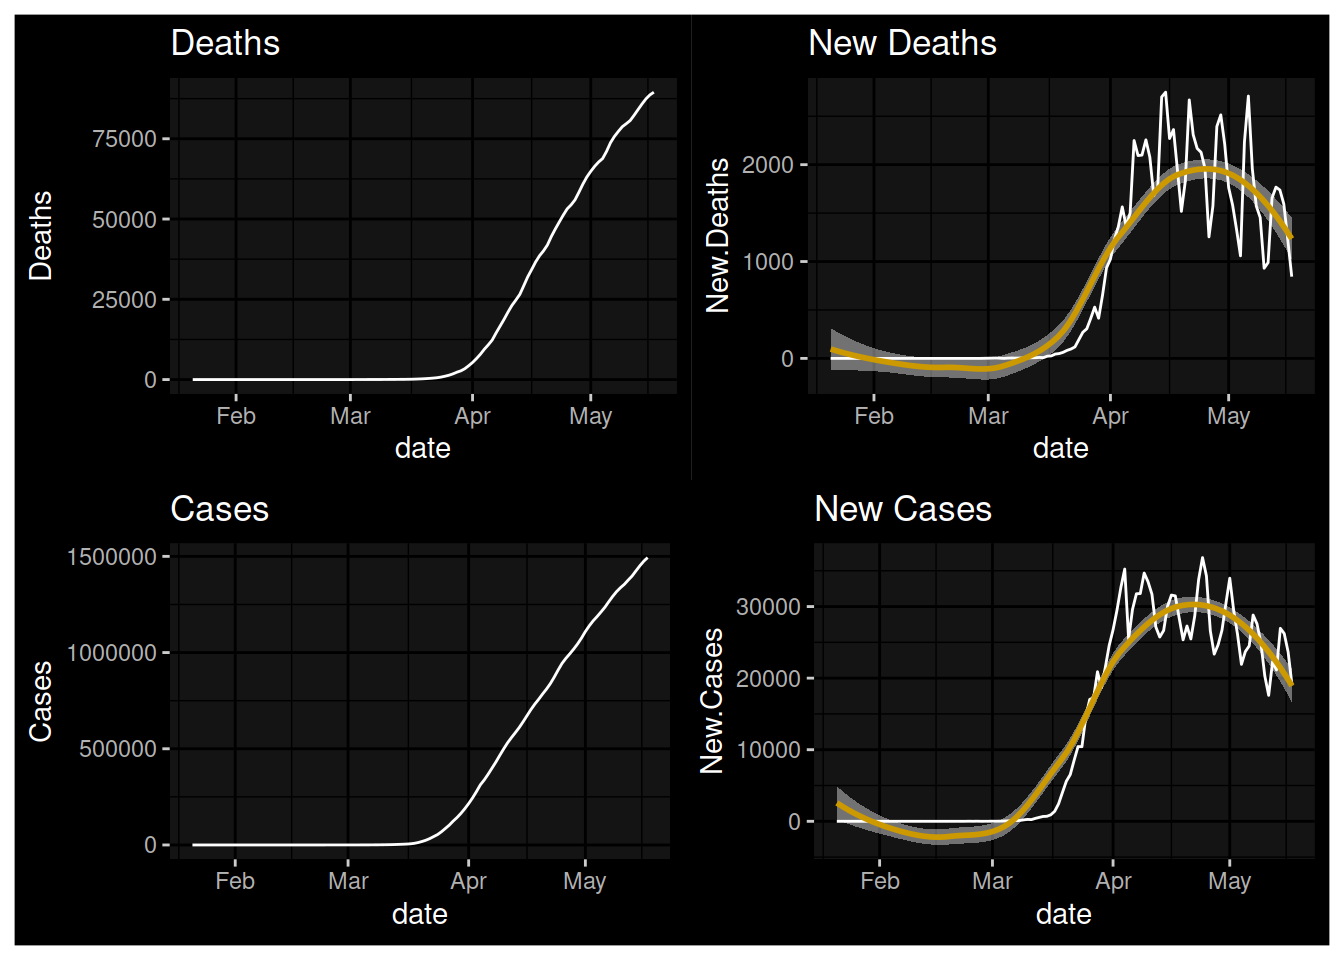 Deaths
75000
50000
25000
0
Deaths
Feb Mar Apr May
date
New Deaths
2000
1000
0
New.Deaths
Feb Mar Apr May
date
Cases
1500000
1000000
500000
0
Cases
Feb Mar Apr May
date
New Cases
30000
20000
10000
0
New.Cases
Feb Mar Apr May
date